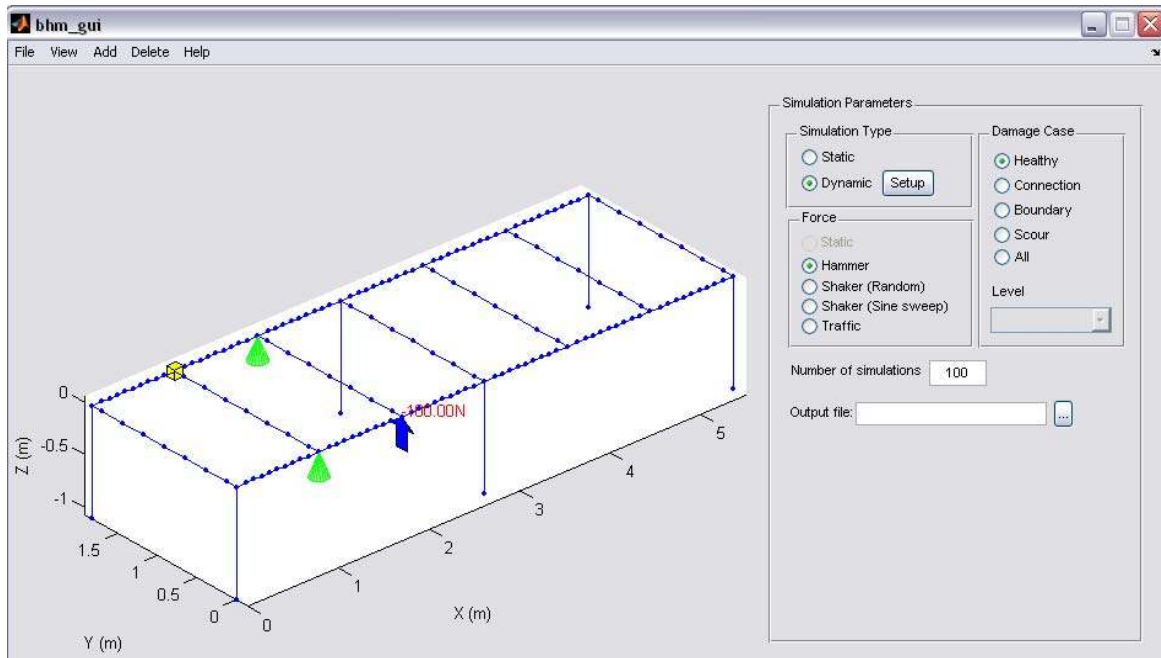 bhm_gui
File View Add Delete Help
Simulation Parameters
Simulation Type
Static
Dynamic Setup
Damage Case
Healthy
Connection
Boundary
Scour
All
Level
Force
Static
Hammer
Shaker (Random)
Shaker (Sine sweep)
Traffic
Number of simulations 100
Output file: ...
-100.00N
0
-0.5
-1
Z (m)
1.5
1
0.5
0
Y (m)
0
1
2
3
4
5
X (m)